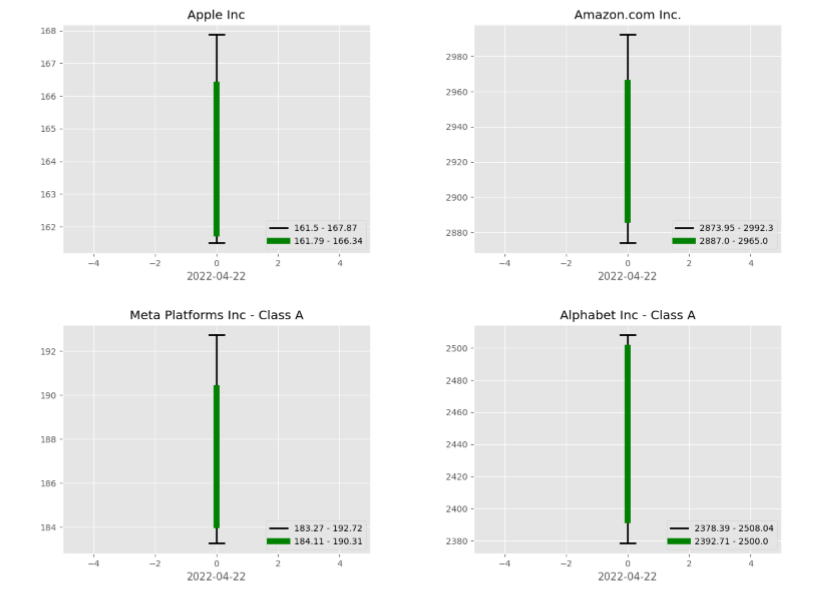 Apple Inc
168
167
166
165
164
163
162
161.5 - 167.87
161.79 - 166.34
−4 −2 0 2 4
2022-04-22
Amazon.com Inc.
2980
2960
2940
2920
2900
2880
2873.95 - 2992.3
2887.0 - 2965.0
−4 −2 0 2 4
2022-04-22
Meta Platforms Inc - Class A
192
190
188
186
184
183.27 - 192.72
184.11 - 190.31
−4 −2 0 2 4
2022-04-22
Alphabet Inc - Class A
2500
2480
2460
2440
2420
2400
2380
2378.39 - 2508.04
2392.71 - 2500.0
−4 −2 0 2 4
2022-04-22